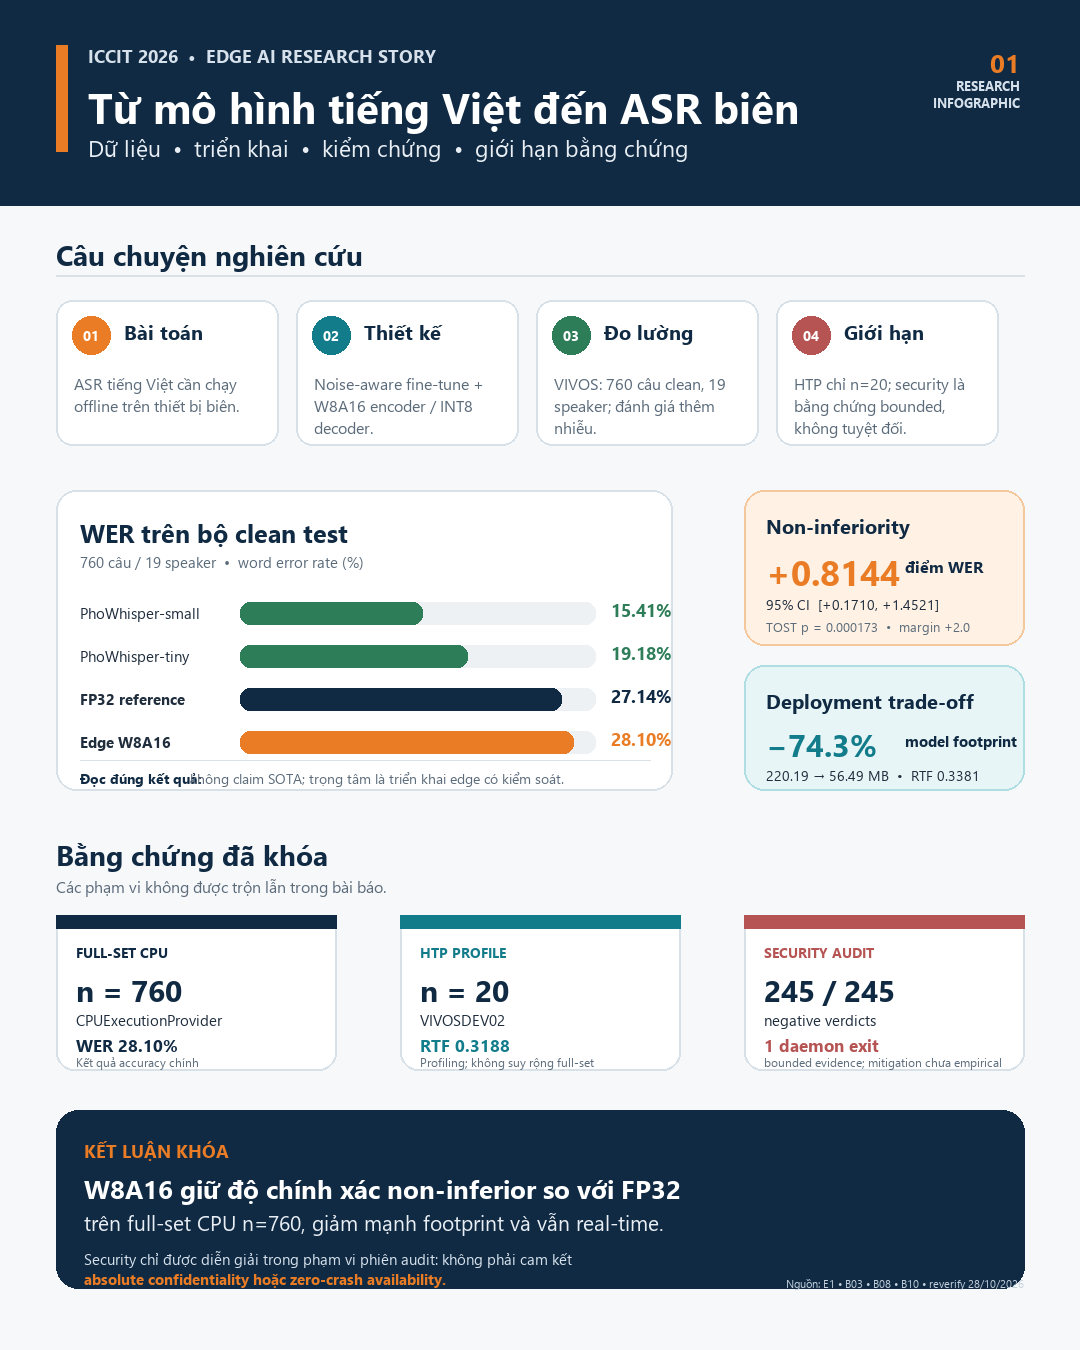 ICCIT 2026 • EDGE AI RESEARCH STORY
Từ mô hình tiếng Việt đến ASR biên
Dữ liệu • triển khai • kiểm chứng • giới hạn bằng chứng
01
RESEARCH
INFOGRAPHIC
Câu chuyện nghiên cứu
01 Bài toán
ASR tiếng Việt cần chạy
offline trên thiết bị biên.
02 Thiết kế
Noise-aware fine-tune +
W8A16 encoder / INT8
decoder.
03 Đo lường
VIVOS: 760 câu clean, 19
speaker; đánh giá thêm
nhiễu.
04 Giới hạn
HTP chỉ n=20; security là
bằng chứng bounded,
không tuyệt đối.
WER trên bộ clean test
760 câu / 19 speaker • word error rate (%)
PhoWhisper-small 15.41%
PhoWhisper-tiny 19.18%
FP32 reference 27.14%
Edge W8A16 28.10%
Đọc đúng kết quả: không claim SOTA; trọng tâm là triển khai edge có kiểm soát.
Non-inferiority
+0.8144 điểm WER
95% CI [+0.1710, +1.4521]
TOST p = 0.000173 • margin +2.0
Deployment trade-off
−74.3% model footprint
220.19 → 56.49 MB • RTF 0.3381
Bằng chứng đã khóa
Các phạm vi không được trộn lẫn trong bài báo.
FULL-SET CPU
n = 760
CPUExecutionProvider
WER 28.10%
Kết quả accuracy chính
HTP PROFILE
n = 20
VIVOSDEV02
RTF 0.3188
Profiling; không suy rộng full-set
SECURITY AUDIT
245 / 245
negative verdicts
1 daemon exit
bounded evidence; mitigation chưa empirical
KẾT LUẬN KHÓA
W8A16 giữ độ chính xác non-inferior so với FP32
trên full-set CPU n=760, giảm mạnh footprint và vẫn real-time.
Security chỉ được diễn giải trong phạm vi phiên audit: không phải cam kết
absolute confidentiality hoặc zero-crash availability.
Nguồn: E1 • B03 • B08 • B10 • reverify 28/10/2026